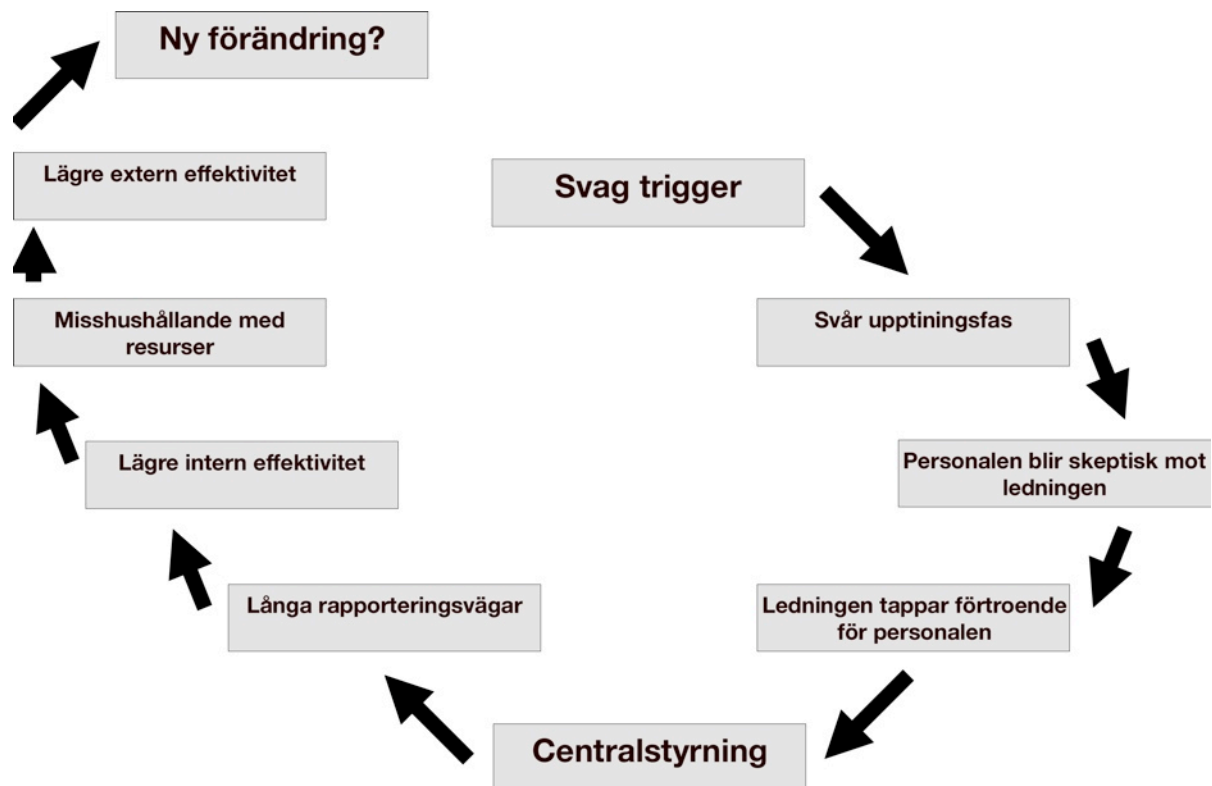 Ny förändring?
Lägre extern effektivitet
Svag trigger
Misshushållande med
resurser
Svår upptiningsfas
Lägre intern effektivitet
Personalen blir skeptisk mot
ledningen
Långa rapporteringsvägar
Ledningen tappar förtroende
för personalen
Centralstyrning